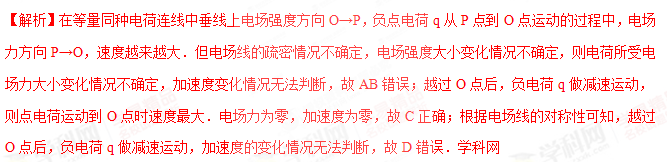 【解析】在等量同种电荷连线中垂线上电场强度方向 O→P，负点电荷 q 从 P 点到 O 点运动的过程中，电场
力方向 P→O，速度越来越大．但电场线的疏密情况不确定，电场强度大小变化情况不确定，则电荷所受电
场力大小变化情况不确定，加速度变化情况无法判断，故 AB 错误；越过 O 点后，负电荷 q 做减速运动，
则点电荷运动到 O 点时速度最大．电场力为零，加速度为零，故 C 正确；根据电场线的对称性可知，越过
O 点后，负电荷 q 做减速运动，加速度的变化情况无法判断，故 D 错误．学科网